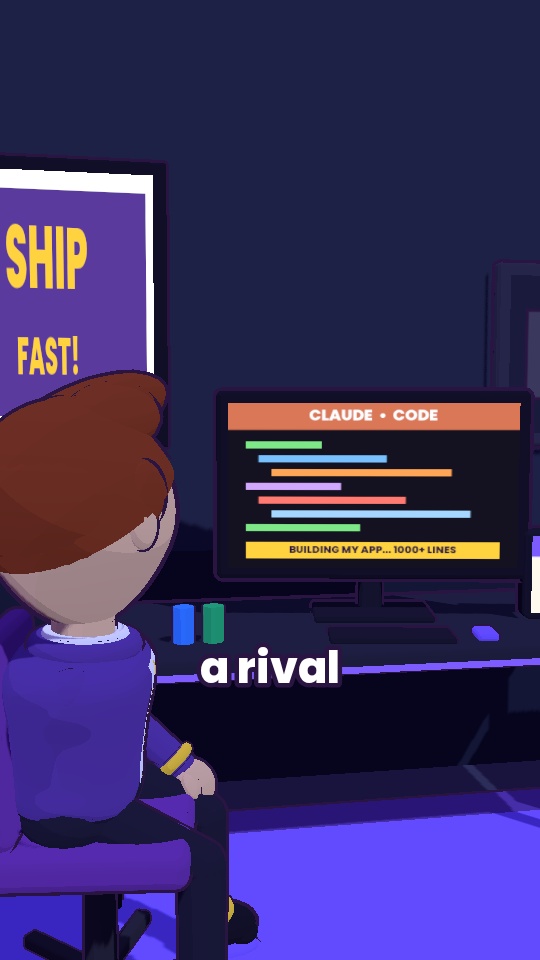 SHIP
FAST!
CLAUDE • CODE
BUILDING MY APP... 1000+ LINES
a rival